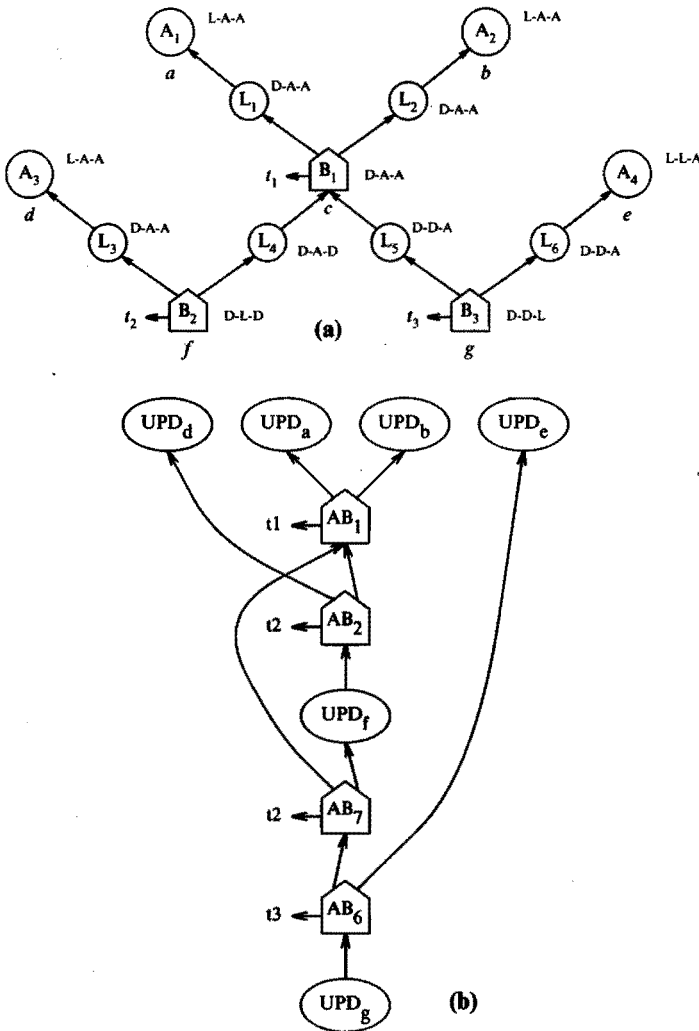 A1 L-A-A
a
A2 L-A-A
b
L1 D-A-A
L2 D-A-A
A3 L-A-A
d
t1 B1 D-A-A
c
A4 L-L-A
e
L3 D-A-A
L4 D-A-D
L5 D-D-A
L6 D-D-A
t2 B2 D-L-D
f
(a)
t3 B3 D-D-L
g
UPDd
UPDa
UPDb
UPDe
t1 AB1
t2 AB2
UPDf
t2 AB7
t3 AB6
UPDg
(b)